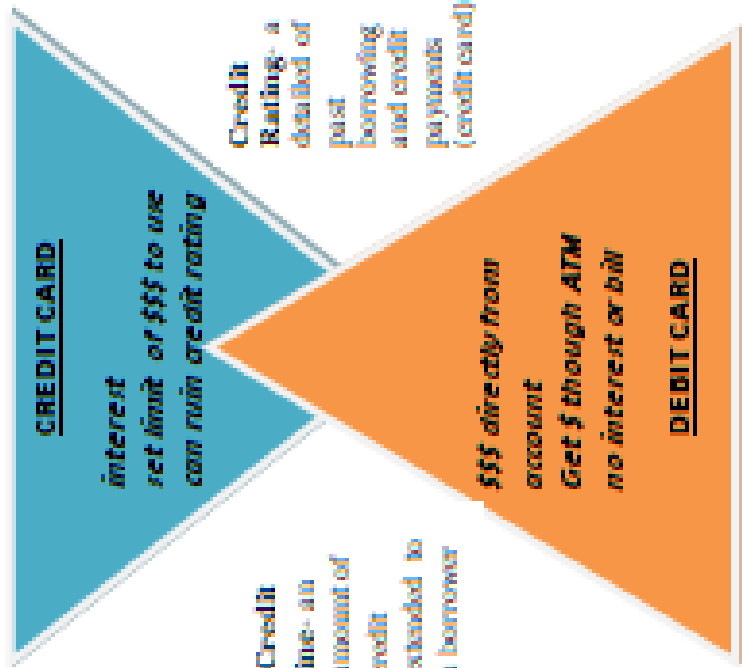 CREDIT CARD
interest
set limit of $$$ to use
can ruin credit rating
Credit
ine- an
mount of
redit
xtended to
borrower
Credit
Rating- a
detailed of
past
borrowing
and credit
payments
(credit card)
$$$ directly from
account
Get $ though ATM
no interest or bill
DEBIT CARD